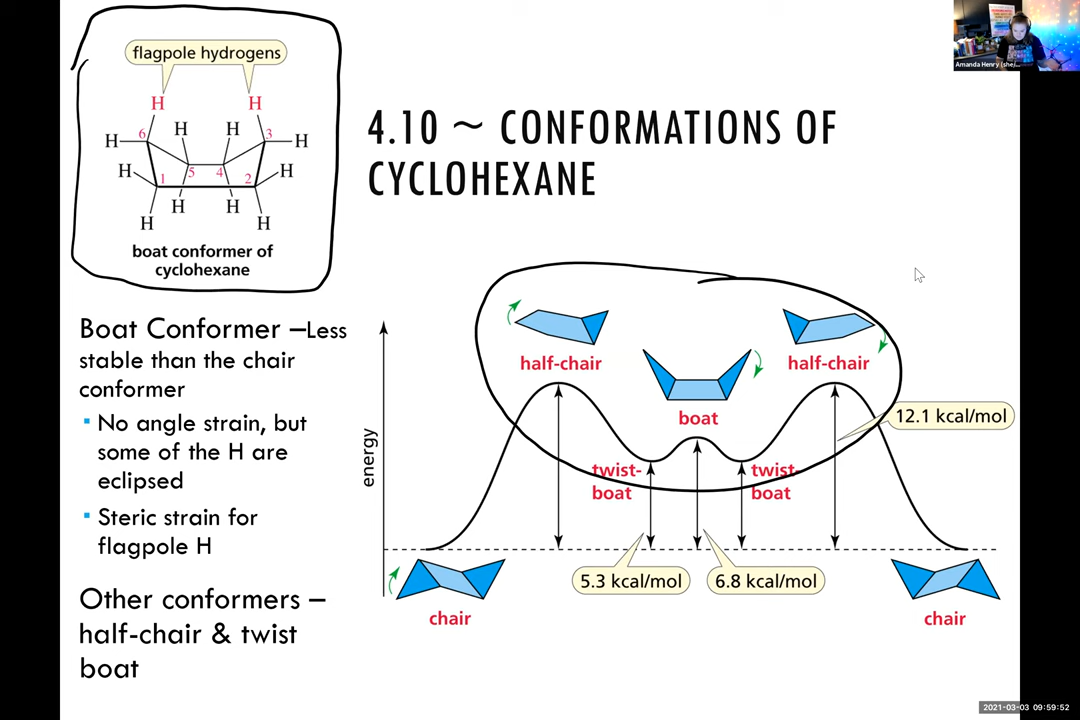 flagpole hydrogens
H H
H 6 H H 3 H
H 1 5 4 2 H
H H
H H
boat conformer of
cyclohexane
4.10 ~ CONFORMATIONS OF
CYCLOHEXANE
Boat Conformer –Less
stable than the chair
conformer
▪ No angle strain, but
some of the H are
eclipsed
▪ Steric strain for
flagpole H
Other conformers –
half-chair & twist
boat
energy
half-chair
half-chair
boat
12.1 kcal/mol
twist-
boat
twist-
boat
5.3 kcal/mol
6.8 kcal/mol
chair
chair
Amanda Henry (she/...
2021-03-03 09:59:52